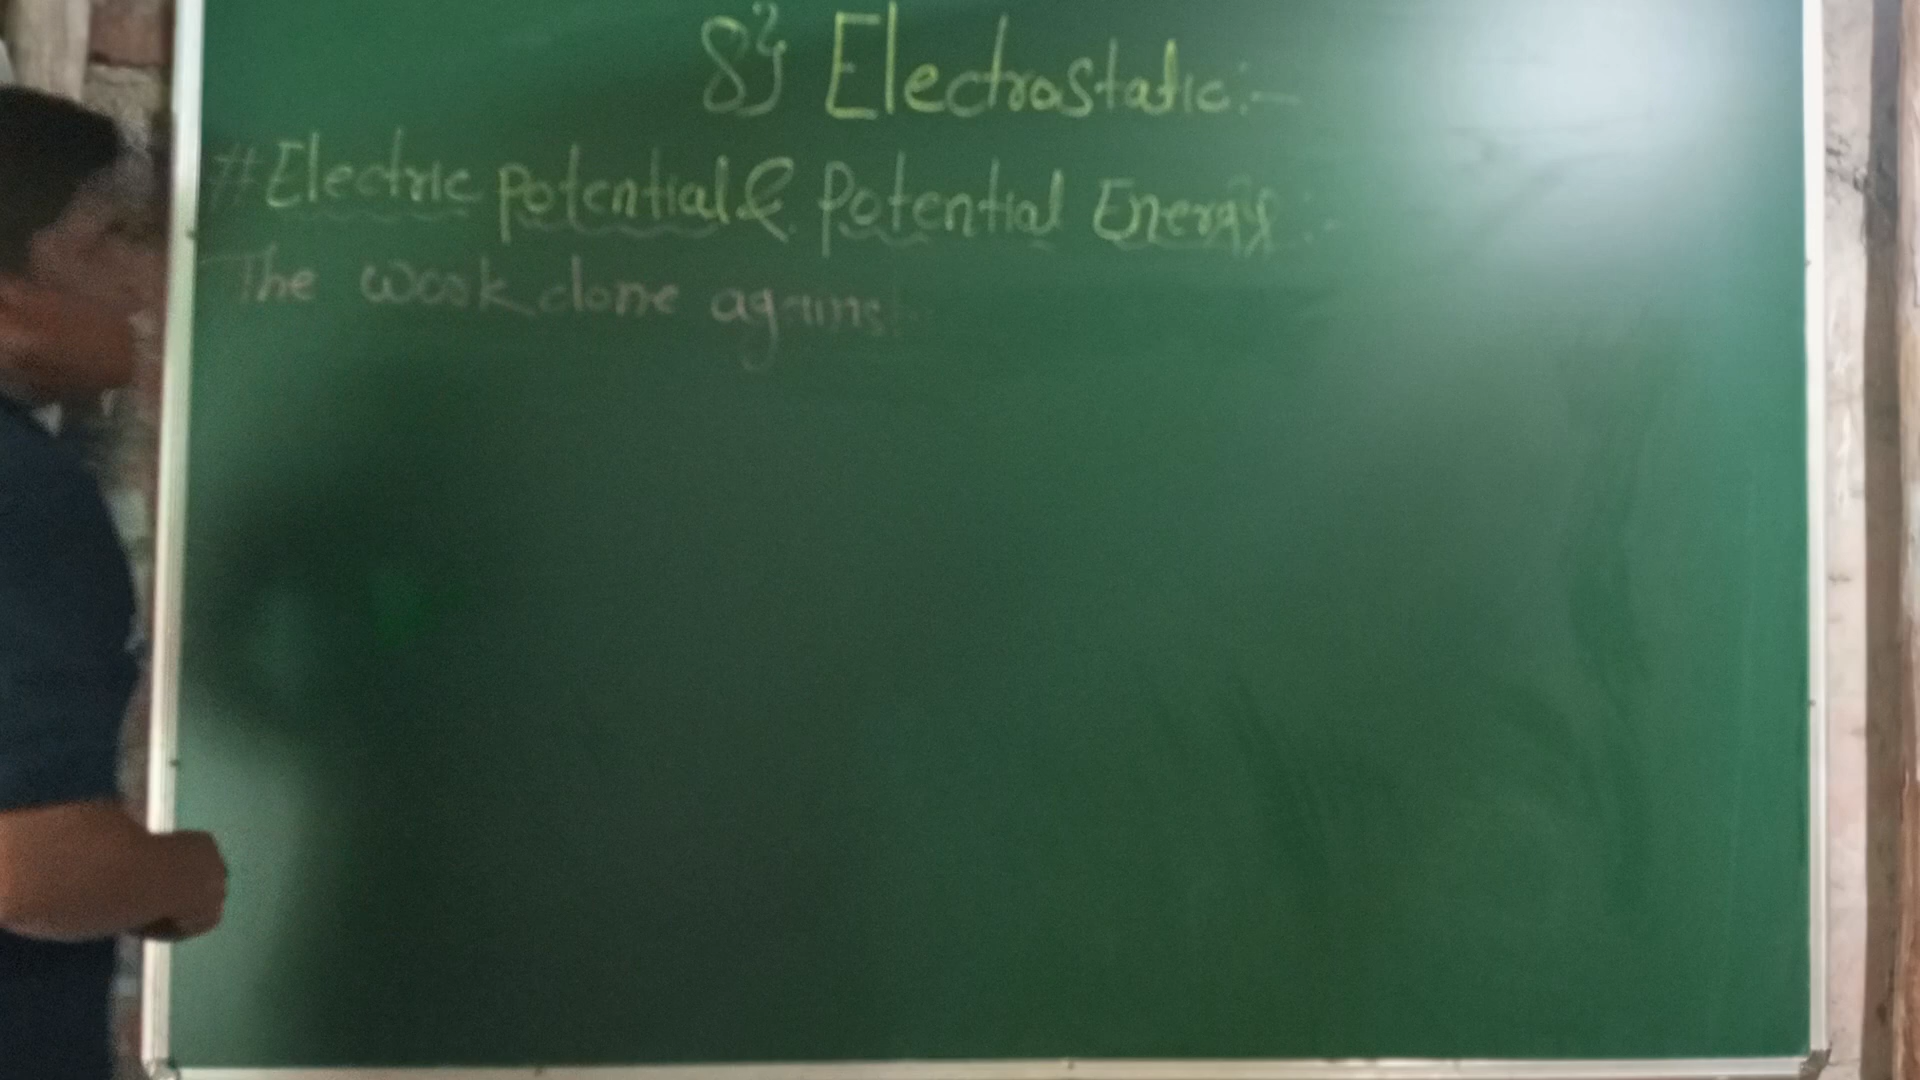 8} Electrostatic:-
#Electric potential & Potential Energy:-
The work done against